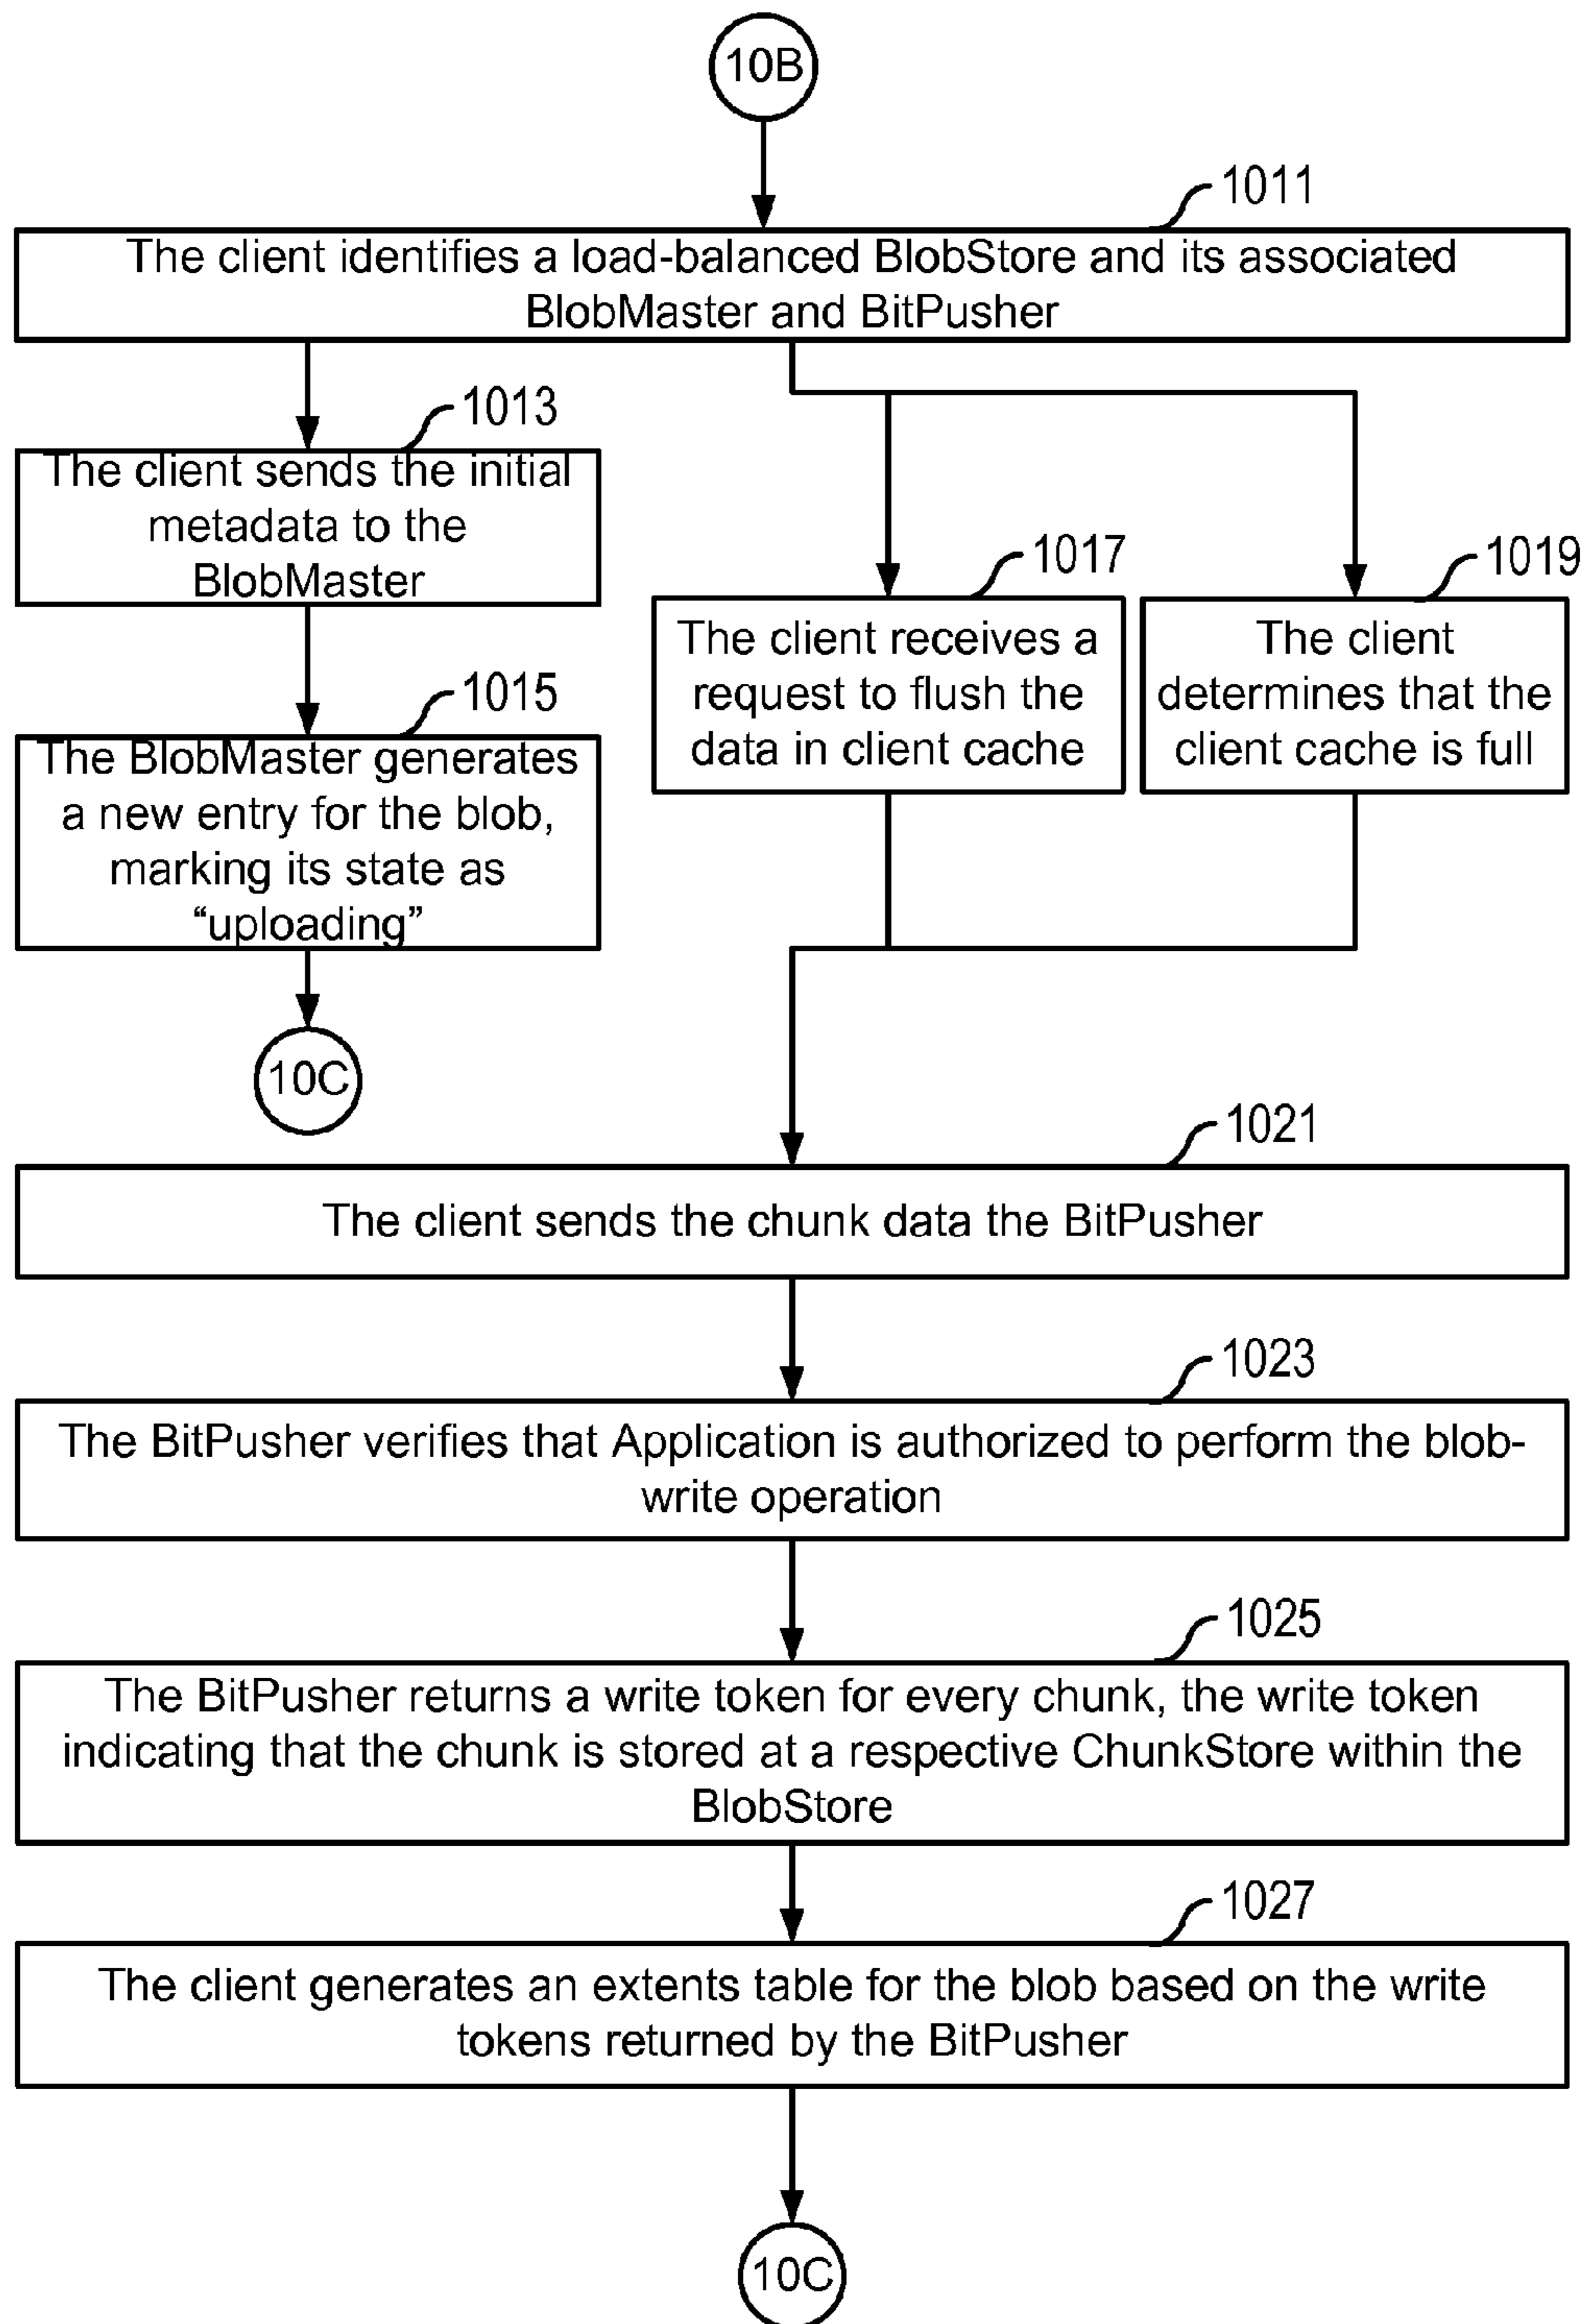 10B
1011
The client identifies a load-balanced BlobStore and its associated
BlobMaster and BitPusher
1013
The client sends the initial
metadata to the
BlobMaster
1015
The BlobMaster generates
a new entry for the blob,
marking its state as
“uploading”
10C
1017
The client receives a
request to flush the
data in client cache
1019
The client
determines that the
client cache is full
1021
The client sends the chunk data the BitPusher
1023
The BitPusher verifies that Application is authorized to perform the blob-
write operation
1025
The BitPusher returns a write token for every chunk, the write token
indicating that the chunk is stored at a respective ChunkStore within the
BlobStore
1027
The client generates an extents table for the blob based on the write
tokens returned by the BitPusher
10C